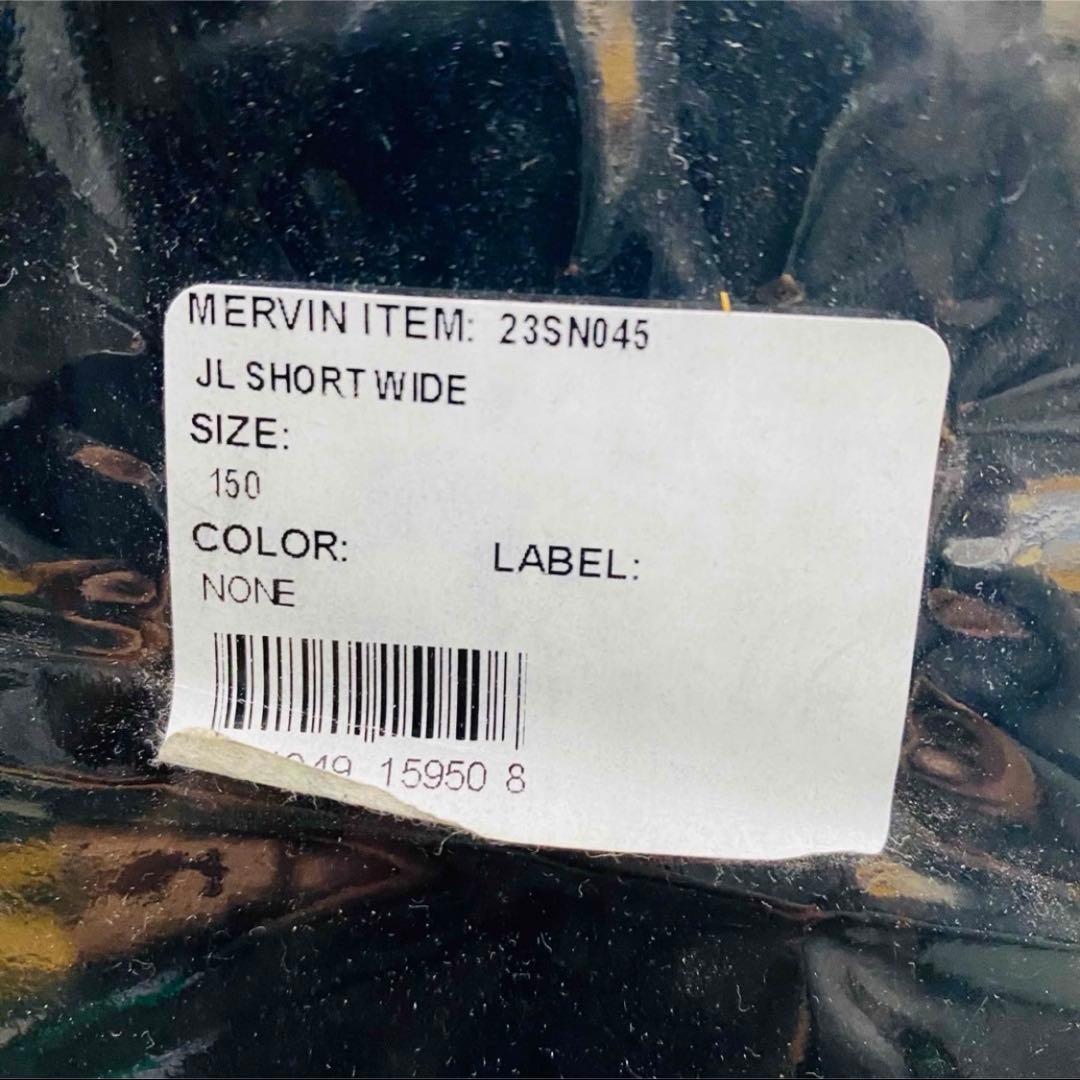 MERVIN ITEM: 23SN045
JL SHORT WIDE
SIZE:
150
COLOR: LABEL:
NONE
15950 8